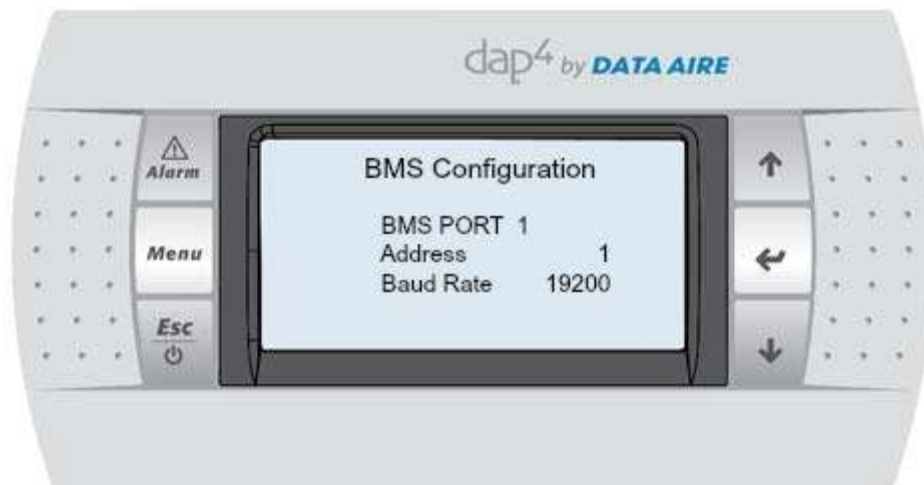 dap4 by DATA AIRE
Alarm
Menu
Esc
BMS Configuration
BMS PORT 1
Address 1
Baud Rate 19200